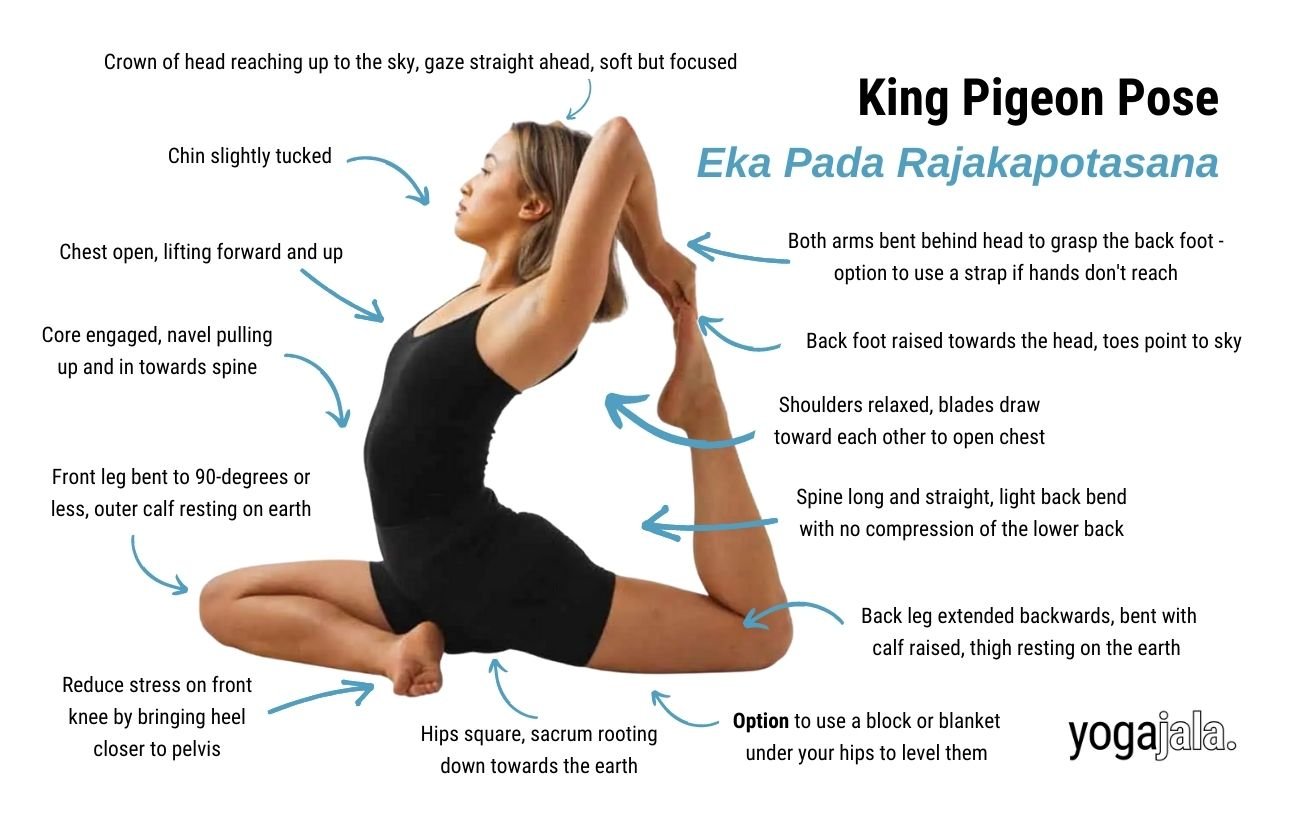 Crown of head reaching up to the sky, gaze straight ahead, soft but focused
King Pigeon Pose
Eka Pada Rajakapotasana
Chin slightly tucked
Chest open, lifting forward and up
Core engaged, navel pulling
up and in towards spine
Front leg bent to 90-degrees or
less, outer calf resting on earth
Reduce stress on front
knee by bringing heel
closer to pelvis
Hips square, sacrum rooting
down towards the earth
Both arms bent behind head to grasp the back foot -
option to use a strap if hands don't reach
Back foot raised towards the head, toes point to sky
Shoulders relaxed, blades draw
toward each other to open chest
Spine long and straight, light back bend
with no compression of the lower back
Back leg extended backwards, bent with
calf raised, thigh resting on the earth
Option to use a block or blanket
under your hips to level them
yogajala.